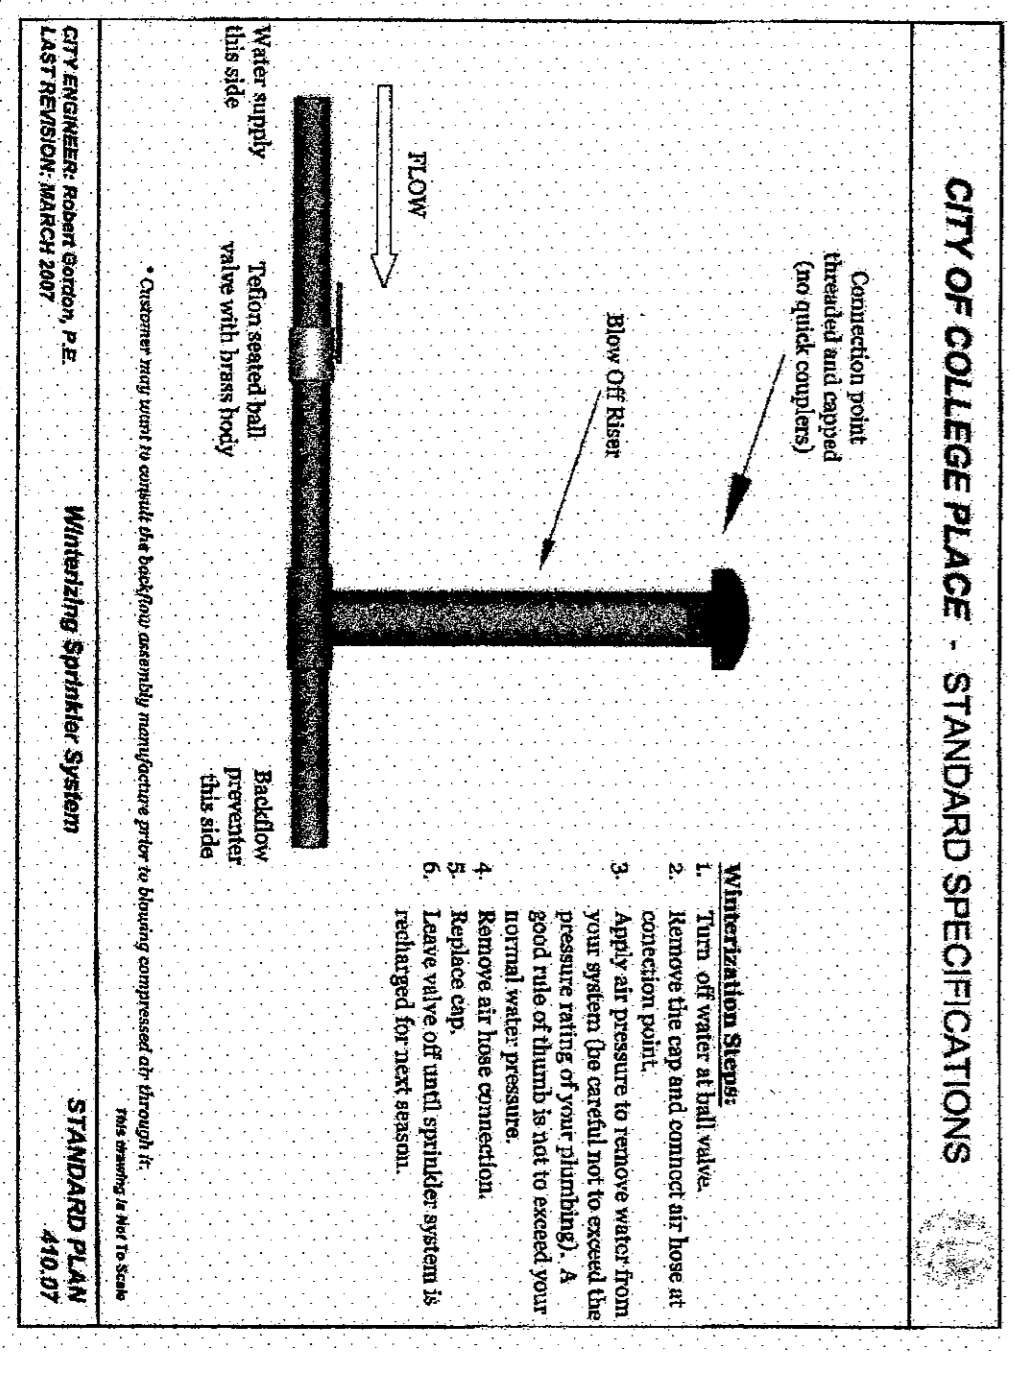 CITY OF COLLEGE PLACE - STANDARD SPECIFICATIONS
Connection point
threaded and capped
(no quick couplers)
Blow Off Riser
FLOW
Water supply
this side
Teflon seated ball
valve with brass body
Backflow
preventer
this side
Winterization Steps:
1. Turn off water at ball valve.
2. Remove the cap and connect air hose at
conection point.
3. Apply air pressure to remove water from
your system (be careful not to exceed the
pressure rating of your plumbing). A
good rule of thumb is not to exceed your
normal water pressure.
4. Remove air hose connection.
5. Replace cap.
6. Leave valve off until sprinkler system is
recharged for next season.
* Customer may want to consult the backflow assembly manufacture prior to blowing compressed air through it.
This drawing is Not To Scale
CITY ENGINEER: Robert Gordon, P.E.
LAST REVISION: MARCH 2007
Winterizing Sprinkler System
STANDARD PLAN
410.07